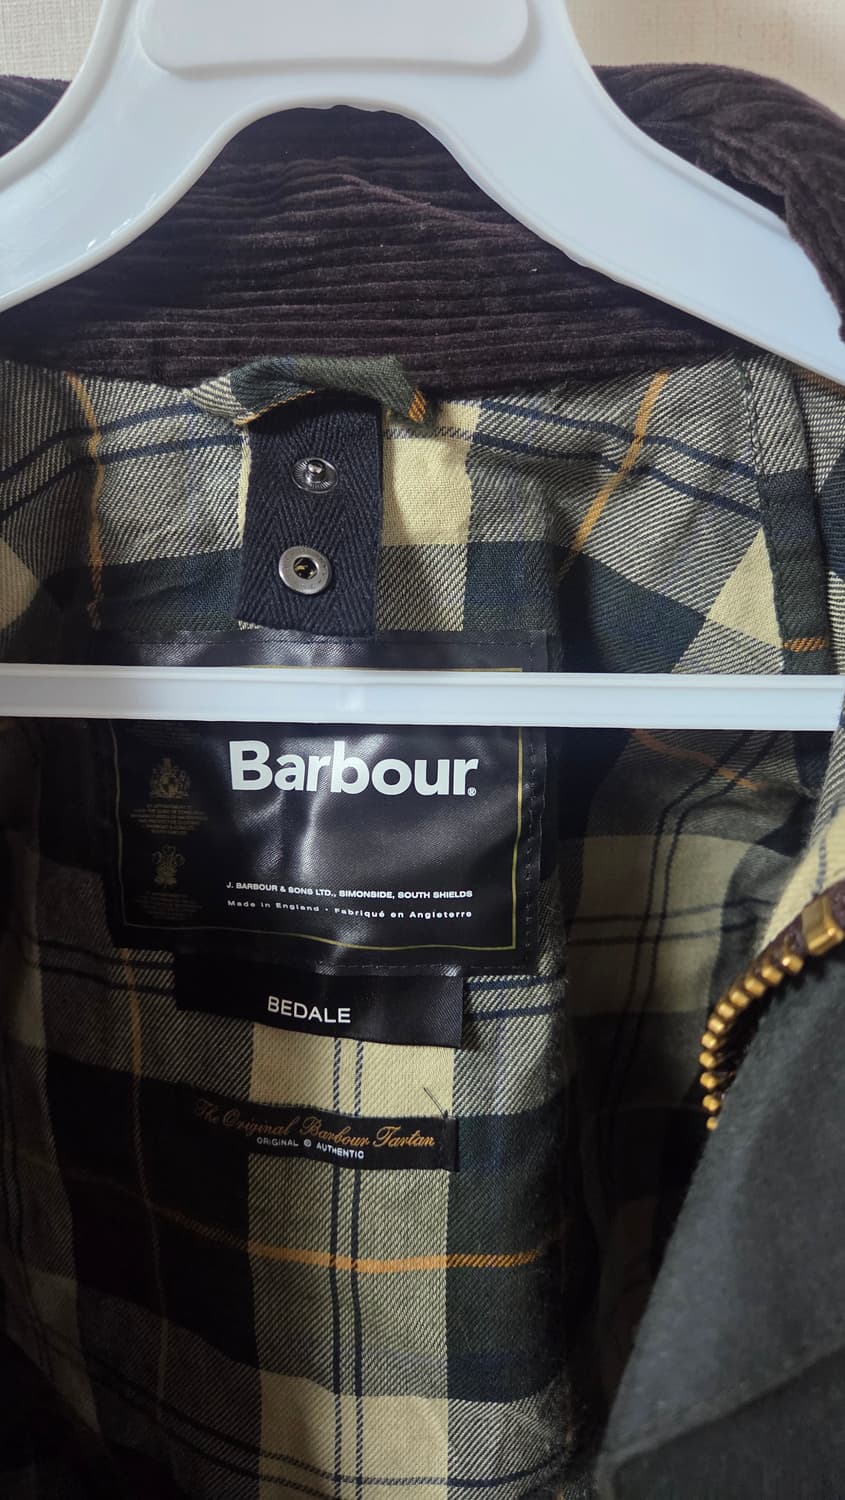 Barbour®
J. BARBOUR & SONS LTD., SIMONSIDE, SOUTH SHIELDS
Made in England · Fabriqué en Angleterre
BEDALE
The Original Barbour Tartan
ORIGINAL & AUTHENTIC